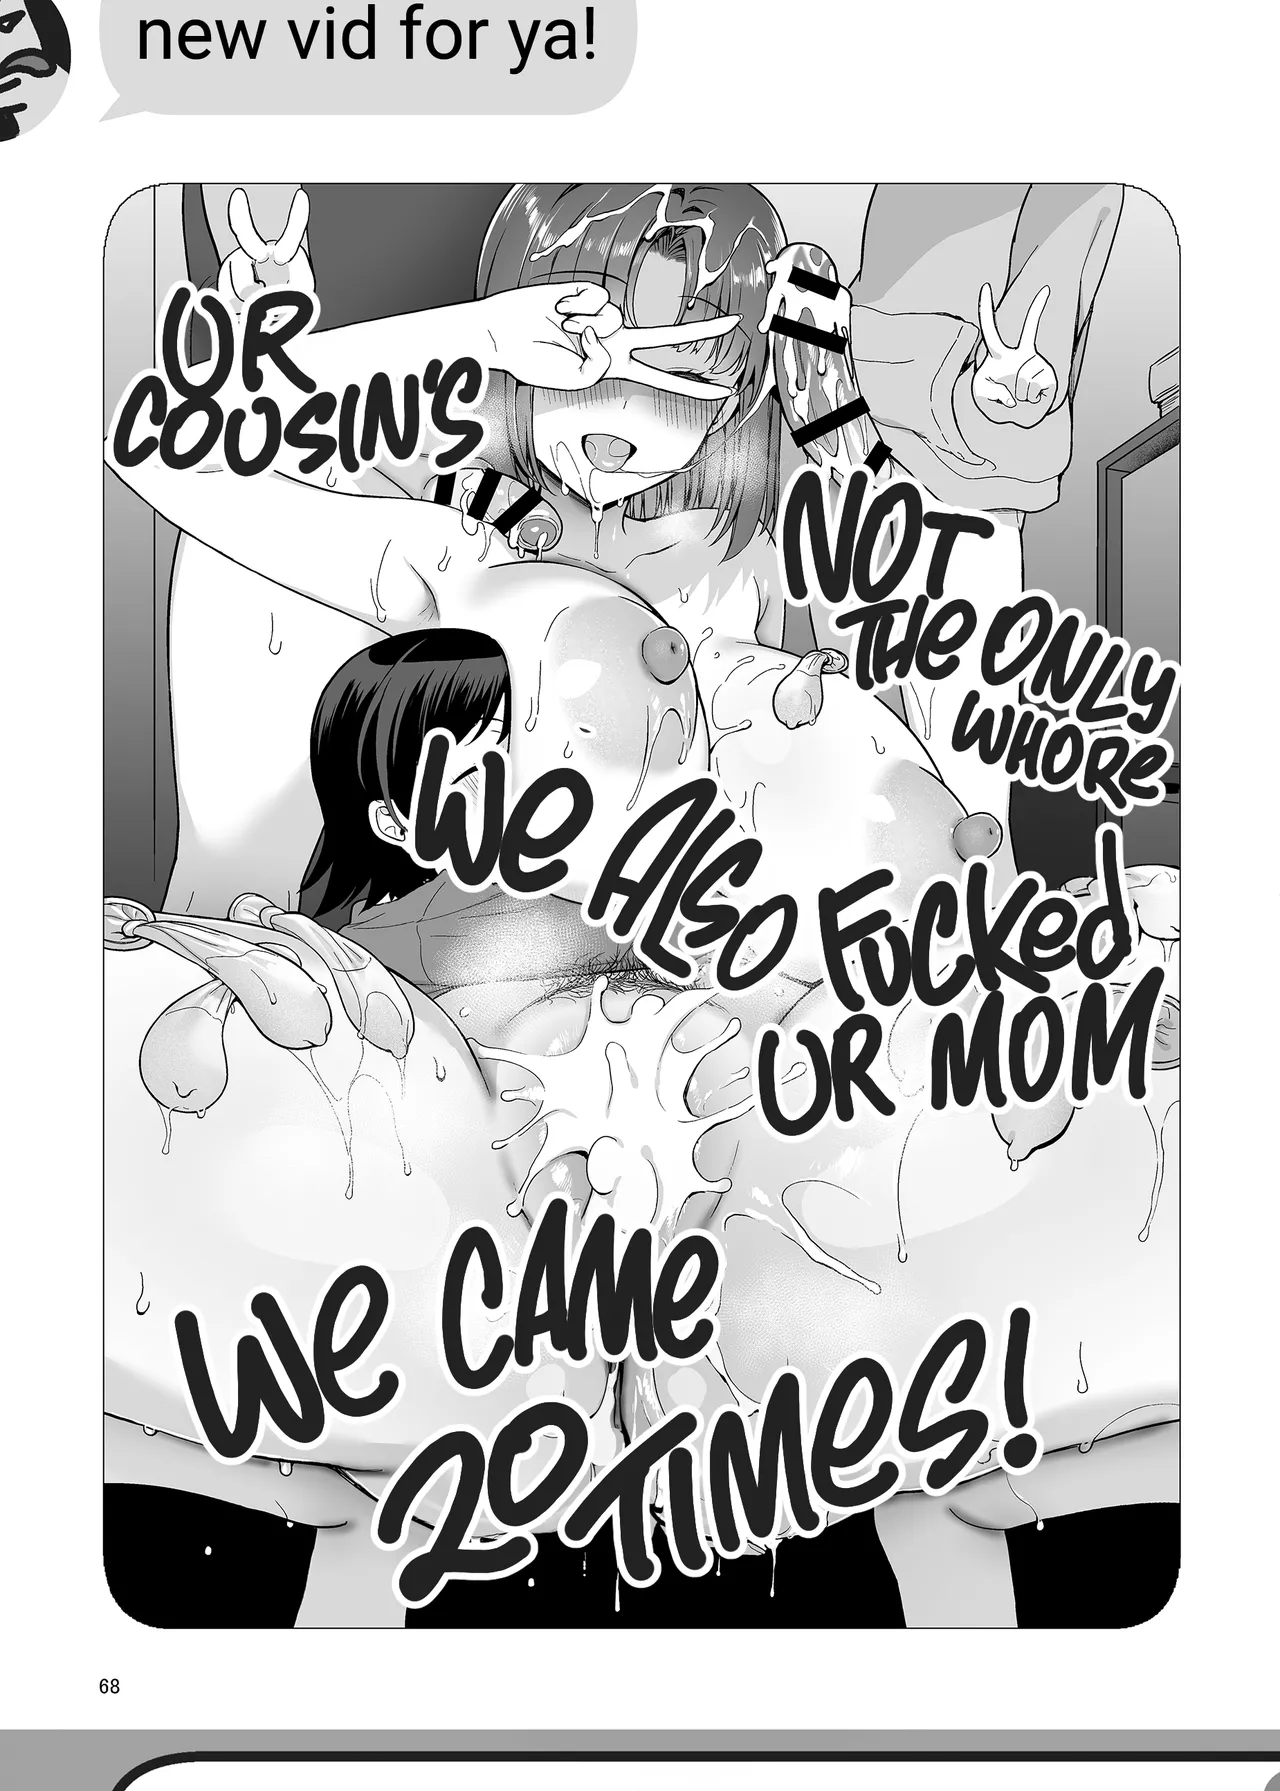 new vid for ya!
UR
COUSIN'S
NOT
THE ONLY
WHORE
WE ALSO FUCKED
UR MOM
WE CAME
20 TIMES!
68